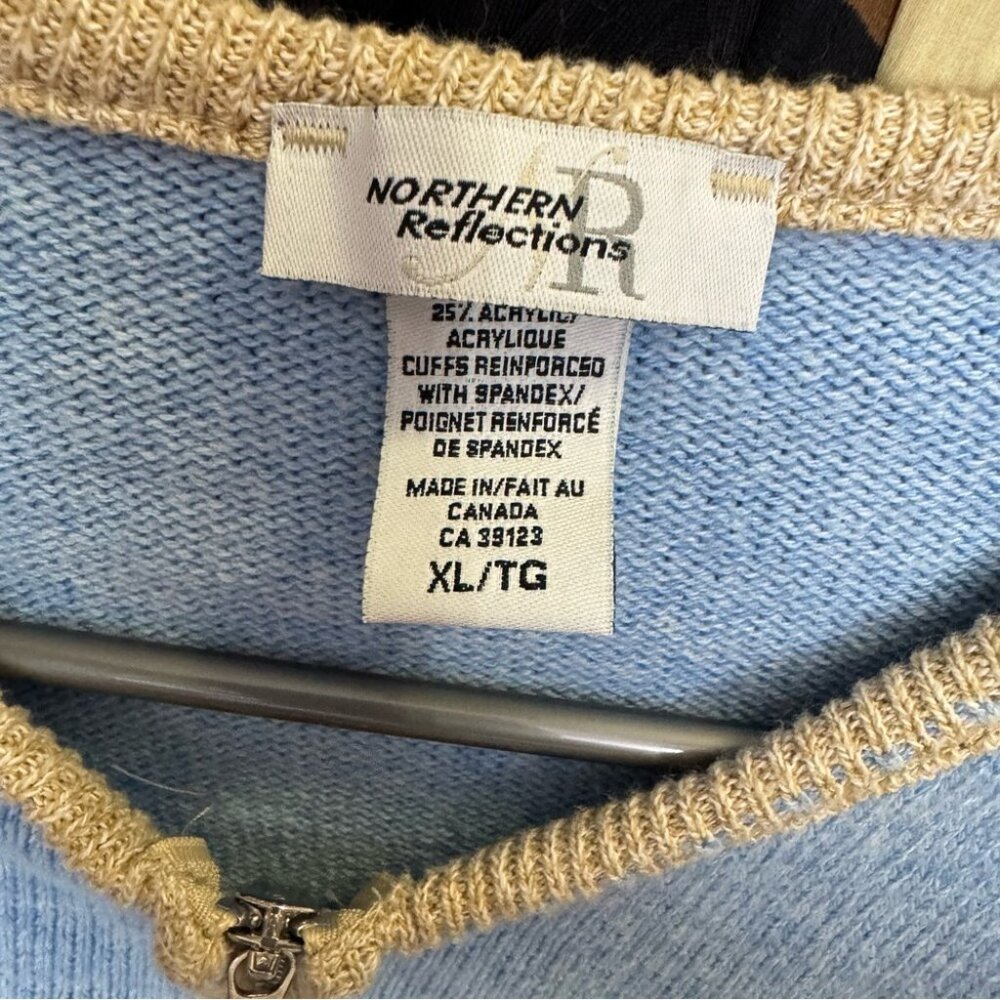 NORTHERN
Reflections
NR
25% ACRYLIC/
ACRYLIQUE
CUFFS REINFORCED
WITH SPANDEX/
POIGNET RENFORCÉ
DE SPANDEX
MADE IN/FAIT AU
CANADA
CA 39123
XL/TG